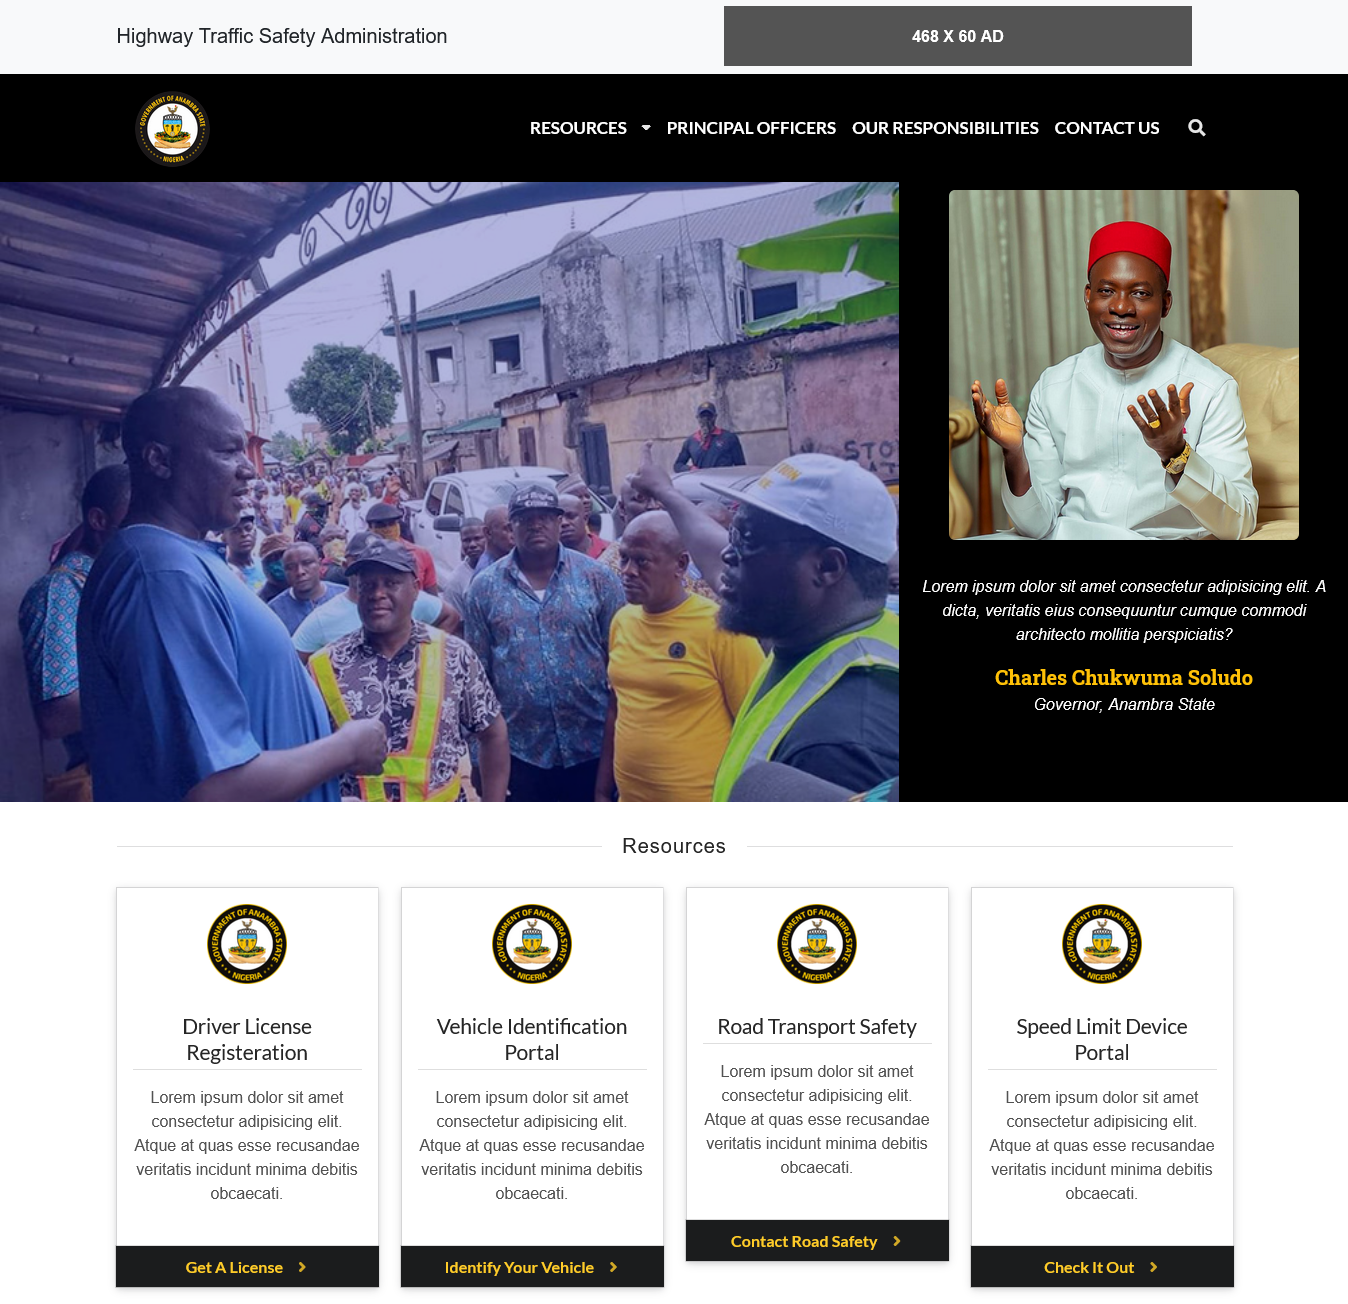 Highway Traffic Safety Administration
468 X 60 AD
GOVERNMENT OF ANAMBRA STATE
NIGERIA
RESOURCES
PRINCIPAL OFFICERS
OUR RESPONSIBILITIES
CONTACT US
STOP
Lorem ipsum dolor sit amet consectetur adipisicing elit. A
dicta, veritatis eius consequuntur cumque commodi
architecto mollitia perspiciatis?
Charles Chukwuma Soludo
Governor, Anambra State
Resources
GOVERNMENT OF ANAMBRA STATE
NIGERIA
Driver License
Registeration
Lorem ipsum dolor sit amet
consectetur adipisicing elit.
Atque at quas esse recusandae
veritatis incidunt minima debitis
obcaecati.
Get A License
GOVERNMENT OF ANAMBRA STATE
NIGERIA
Vehicle Identification
Portal
Lorem ipsum dolor sit amet
consectetur adipisicing elit.
Atque at quas esse recusandae
veritatis incidunt minima debitis
obcaecati.
Identify Your Vehicle
GOVERNMENT OF ANAMBRA STATE
NIGERIA
Road Transport Safety
Lorem ipsum dolor sit amet
consectetur adipisicing elit.
Atque at quas esse recusandae
veritatis incidunt minima debitis
obcaecati.
Contact Road Safety
GOVERNMENT OF ANAMBRA STATE
NIGERIA
Speed Limit Device
Portal
Lorem ipsum dolor sit amet
consectetur adipisicing elit.
Atque at quas esse recusandae
veritatis incidunt minima debitis
obcaecati.
Check It Out